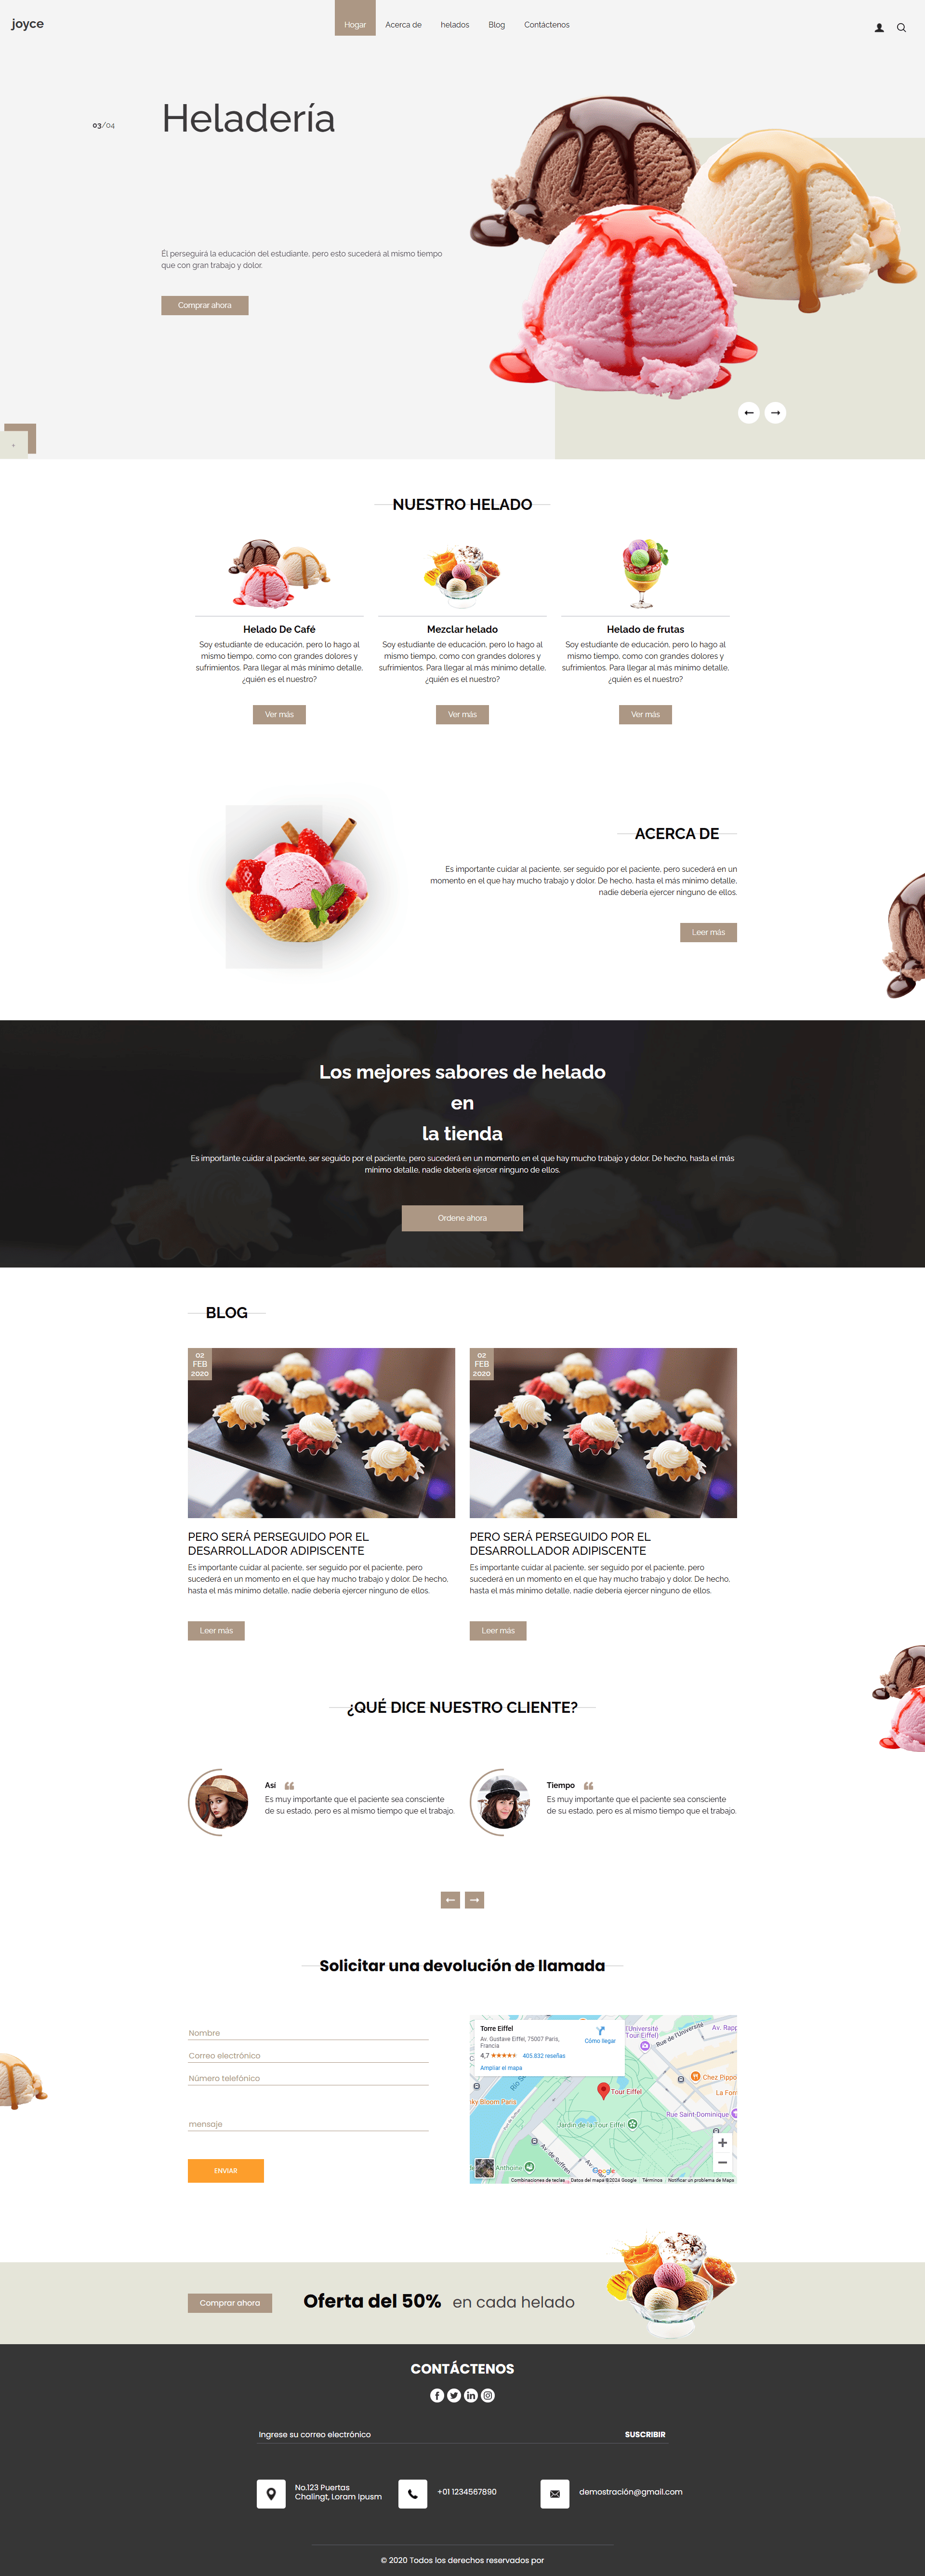 joyce
Hogar
Acerca de
helados
Blog
Contáctenos
03/04
Heladería
Él perseguirá la educación del estudiante, pero esto sucederá al mismo tiempo
que con gran trabajo y dolor.
Comprar ahora
NUESTRO HELADO
Helado De Café
Soy estudiante de educación, pero lo hago al
mismo tiempo, como con grandes dolores y
sufrimientos. Para llegar al más mínimo detalle,
¿quién es el nuestro?
Ver más
Mezclar helado
Soy estudiante de educación, pero lo hago al
mismo tiempo, como con grandes dolores y
sufrimientos. Para llegar al más mínimo detalle,
¿quién es el nuestro?
Ver más
Helado de frutas
Soy estudiante de educación, pero lo hago al
mismo tiempo, como con grandes dolores y
sufrimientos. Para llegar al más mínimo detalle,
¿quién es el nuestro?
Ver más
ACERCA DE
Es importante cuidar al paciente, ser seguido por el paciente, pero sucederá en un
momento en el que hay mucho trabajo y dolor. De hecho, hasta el más mínimo detalle,
nadie debería ejercer ninguno de ellos.
Leer más
Los mejores sabores de helado
en
la tienda
Es importante cuidar al paciente, ser seguido por el paciente, pero sucederá en un momento en el que hay mucho trabajo y dolor. De hecho, hasta el más
mínimo detalle, nadie debería ejercer ninguno de ellos.
Ordene ahora
BLOG
02
FEB
2020
PERO SERÁ PERSEGUIDO POR EL
DESARROLLADOR ADIPISCENTE
Es importante cuidar al paciente, ser seguido por el paciente, pero
sucederá en un momento en el que hay mucho trabajo y dolor. De hecho,
hasta el más mínimo detalle, nadie debería ejercer ninguno de ellos.
Leer más
02
FEB
2020
PERO SERÁ PERSEGUIDO POR EL
DESARROLLADOR ADIPISCENTE
Es importante cuidar al paciente, ser seguido por el paciente, pero
sucederá en un momento en el que hay mucho trabajo y dolor. De hecho,
hasta el más mínimo detalle, nadie debería ejercer ninguno de ellos.
Leer más
¿QUÉ DICE NUESTRO CLIENTE?
Así
Es muy importante que el paciente sea consciente
de su estado, pero es al mismo tiempo que el trabajo.
Tiempo
Es muy importante que el paciente sea consciente
de su estado, pero es al mismo tiempo que el trabajo.
Solicitar una devolución de llamada
Nombre
Correo electrónico
Número telefónico
mensaje
ENVIAR
Torre Eiffel
Av. Gustave Eiffel, 75007 Paris,
Francia
4,7
405.832 reseñas
Ampliar el mapa
Cómo llegar
l'Université
Tour Eiffel)
Rue de l'Université
Av. Rapp
Chez Pippo
La Fon
Tour Eiffel
Rue Saint-Dominique
ky Bloom Paris
Jardin de la Tour Eiffel
Av. de Suffren
Anthoine
Google
Combinaciones de teclas
Datos del mapa ©2024 Google
Términos
Notificar un problema de Maps
Comprar ahora
Oferta del 50% en cada helado
CONTÁCTENOS
Ingrese su correo electrónico
SUSCRIBIR
No.123 Puertas
Chalingt, Loram Ipusm
+01 1234567890
demostración@gmail.com
© 2020 Todos los derechos reservados por